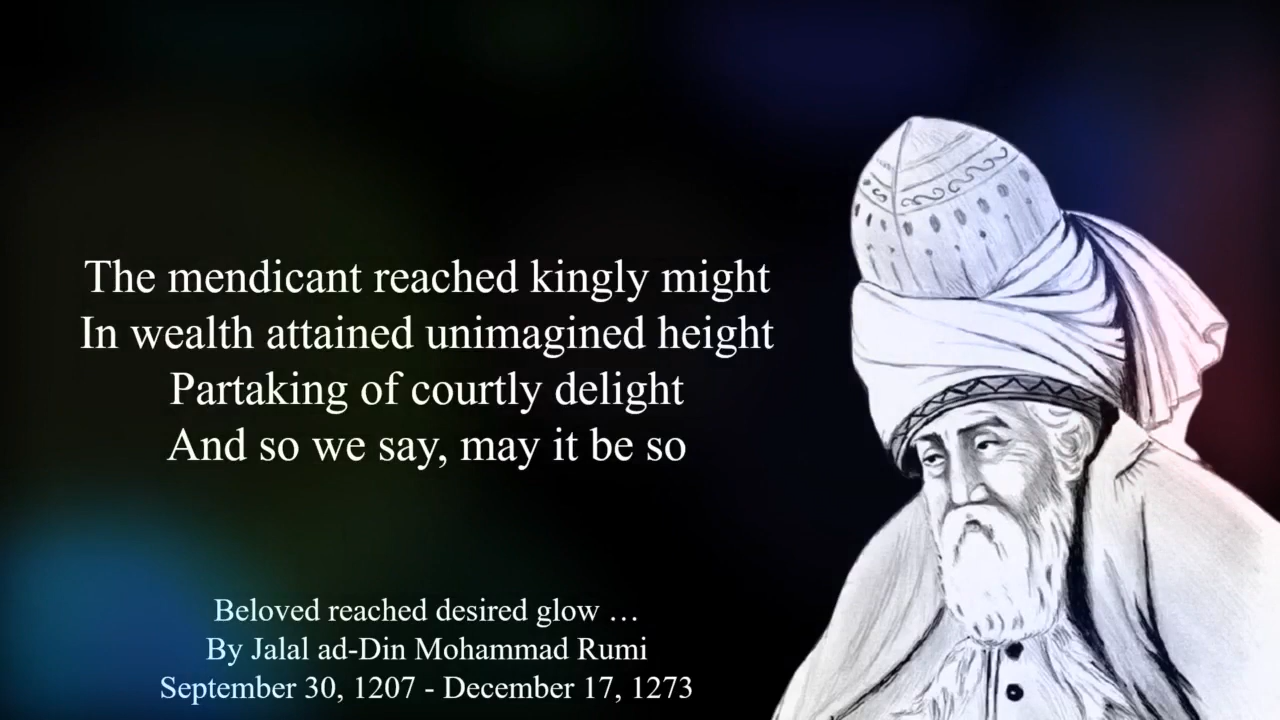 The mendicant reached kingly might
In wealth attained unimagined height
Partaking of courtly delight
And so we say, may it be so
Beloved reached desired glow …
By Jalal ad-Din Mohammad Rumi
September 30, 1207 - December 17, 1273